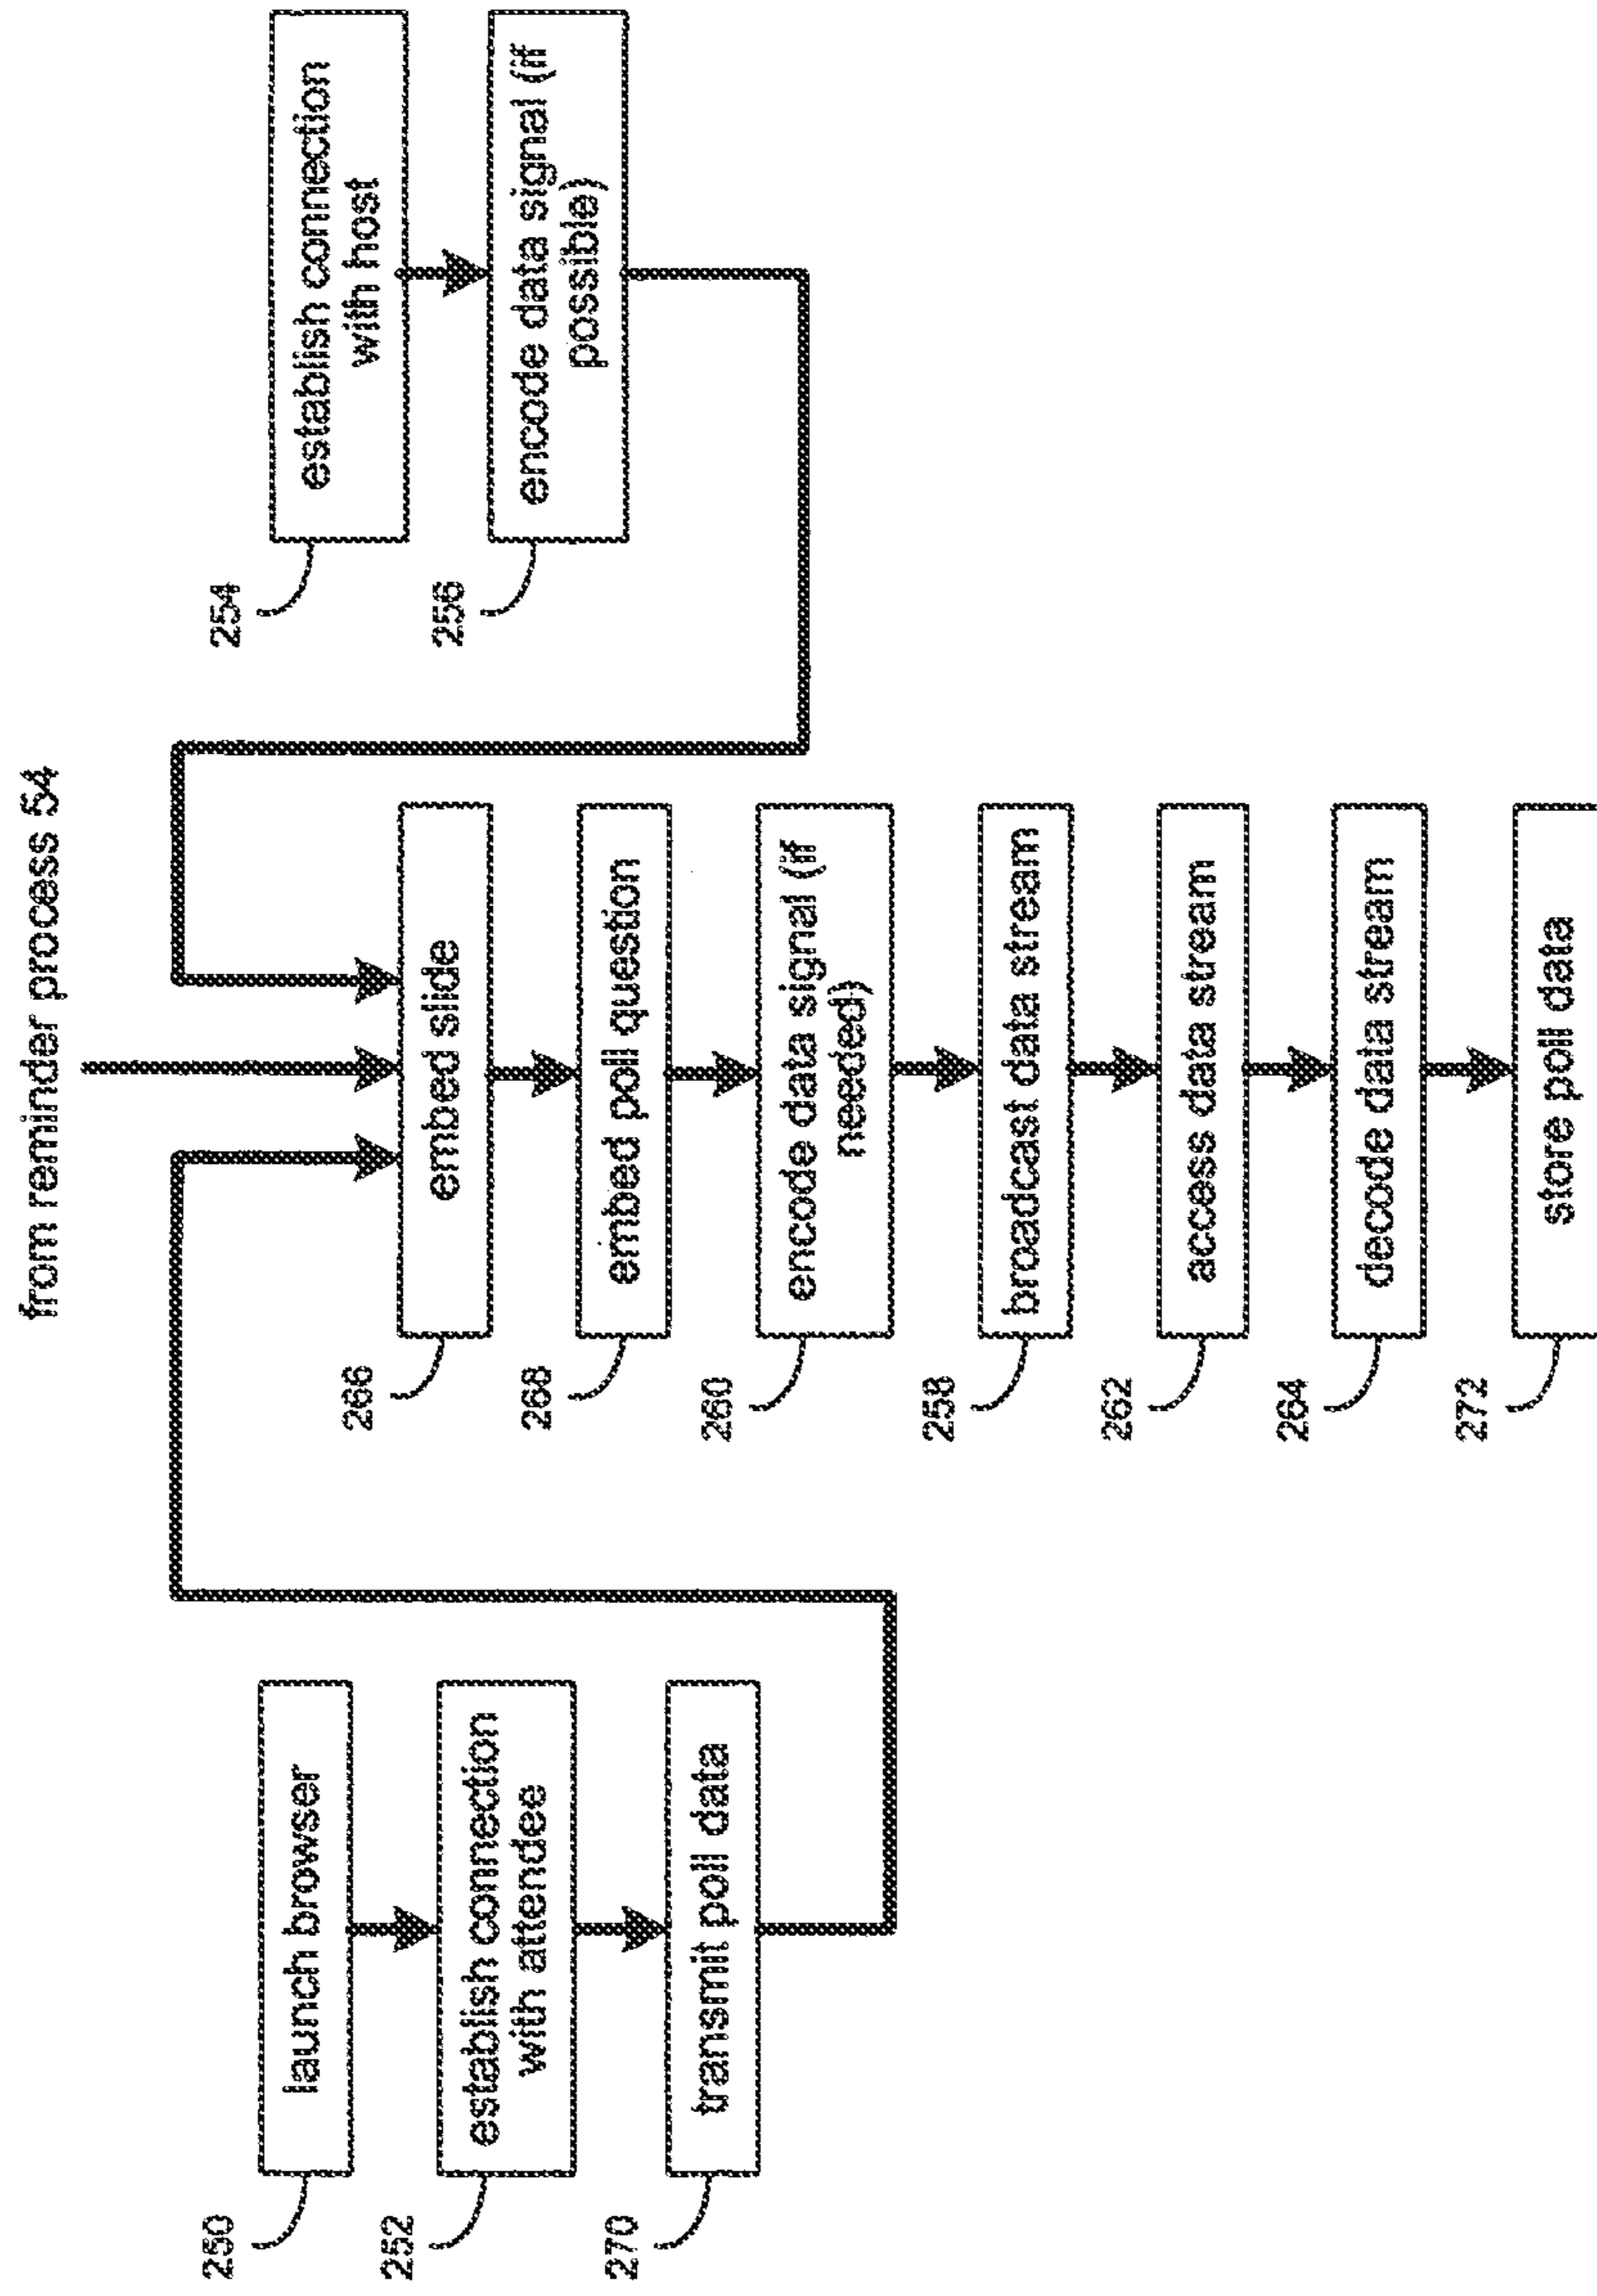 from reminder process 54
250
launch browser
252
establish connection
with attendee
270
transmit poll data
266
embed slide
268
embed poll question
260
encode data signal (if
needed)
258
broadcast data stream
262
access data stream
264
decode data stream
272
store poll data
254
establish connection
with host
256
encode data signal (if
possible)